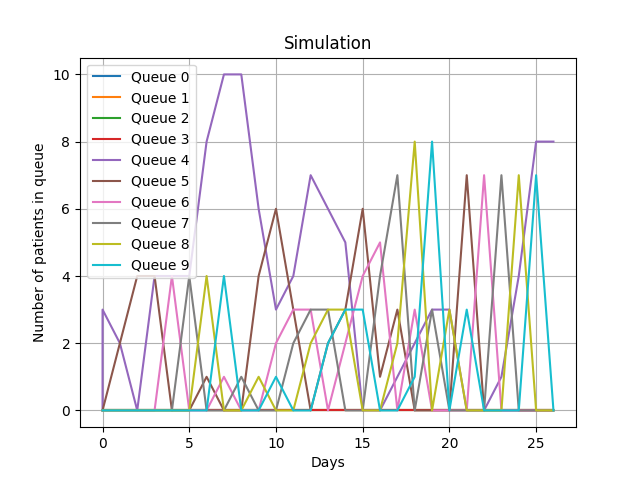 Simulation
Number of patients in queue
10
8
6
4
2
0
Queue 0
Queue 1
Queue 2
Queue 3
Queue 4
Queue 5
Queue 6
Queue 7
Queue 8
Queue 9
0 5 10 15 20 25
Days